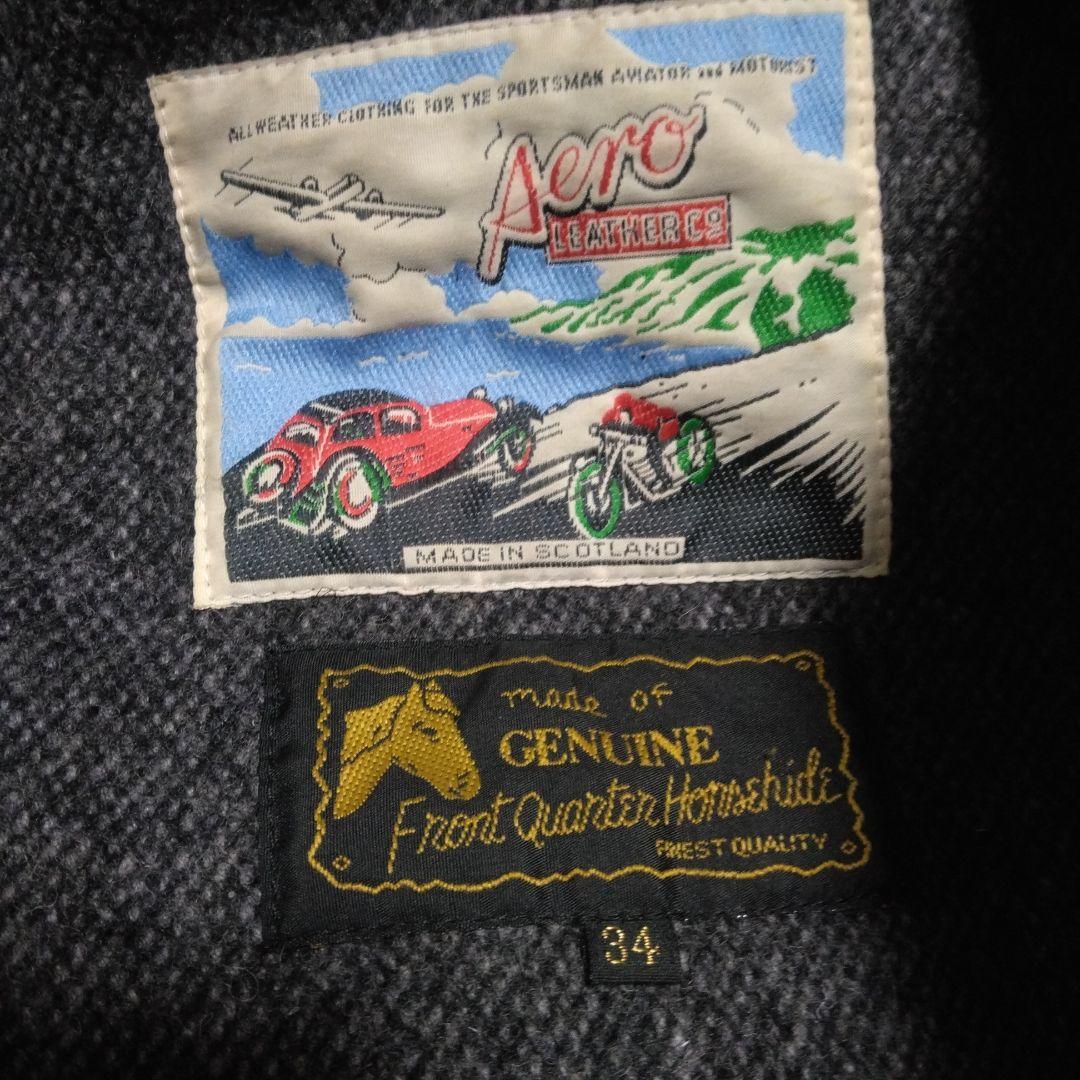 ALLWEATHER CLOTHING FOR THE SPORTSMAN AVIATOR and MOTORIST
Aero
LEATHER Co
MADE IN SCOTLAND
made of
GENUINE
Front Quarter Horsehide
FINEST QUALITY
34